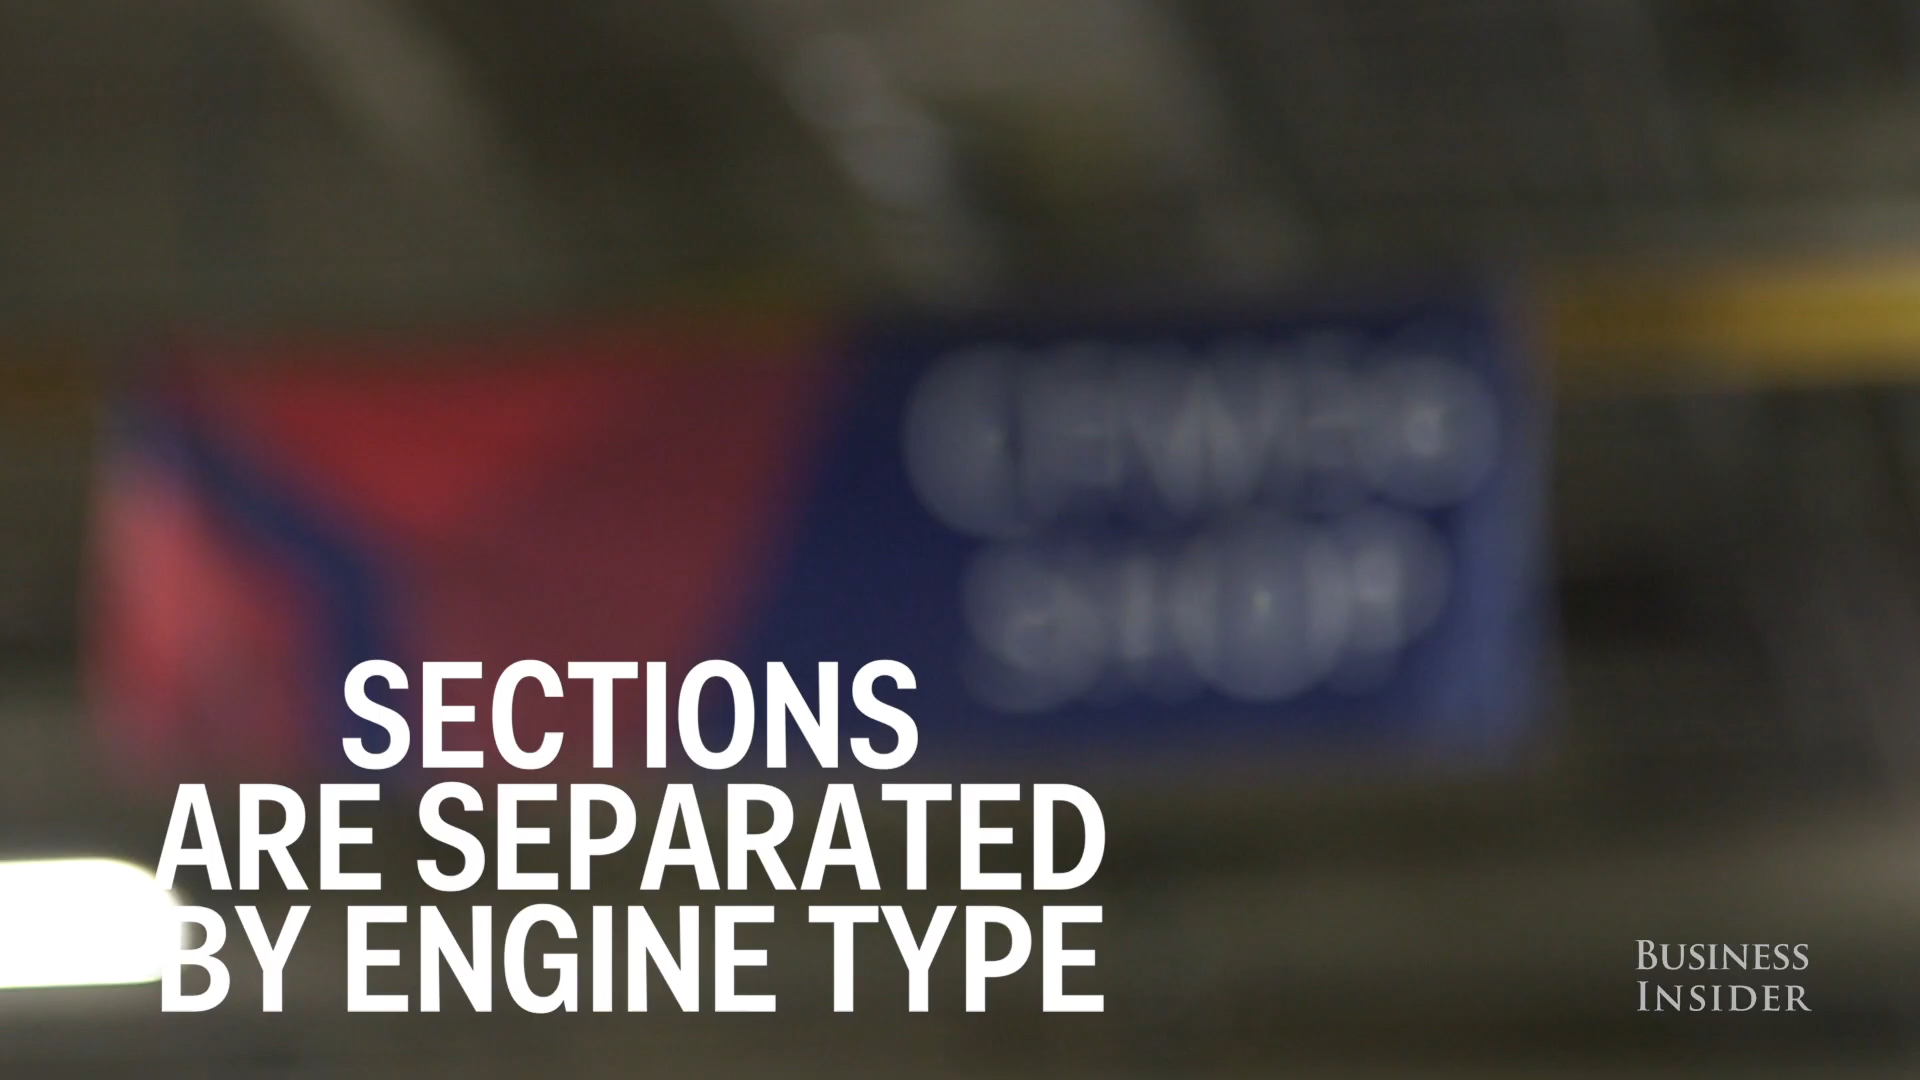 SECTIONS
ARE SEPARATED
BY ENGINE TYPE
BUSINESS
INSIDER